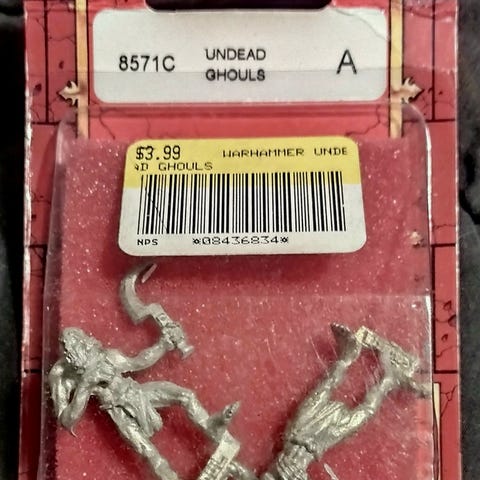 8571C UNDEAD A
GHOULS
$3.99 WARHAMMER UNDE
AD GHOULS
NPS *08436834*